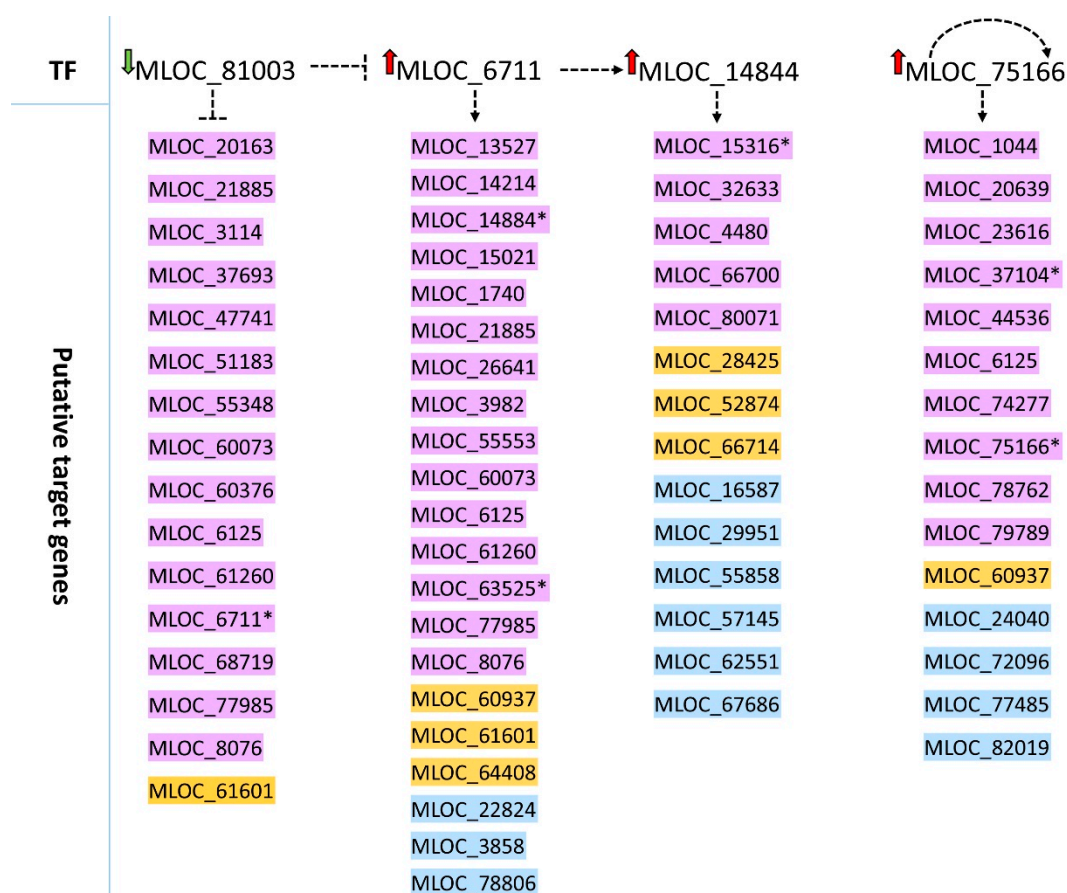 TF
MLOC_81003
MLOC_6711
MLOC_14844
MLOC_75166
Putative target genes
MLOC_20163
MLOC_21885
MLOC_3114
MLOC_37693
MLOC_47741
MLOC_51183
MLOC_55348
MLOC_60073
MLOC_60376
MLOC_6125
MLOC_61260
MLOC_6711*
MLOC_68719
MLOC_77985
MLOC_8076
MLOC_61601
MLOC_13527
MLOC_14214
MLOC_14884*
MLOC_15021
MLOC_1740
MLOC_21885
MLOC_26641
MLOC_3982
MLOC_55553
MLOC_60073
MLOC_6125
MLOC_61260
MLOC_63525*
MLOC_77985
MLOC_8076
MLOC_60937
MLOC_61601
MLOC_64408
MLOC_22824
MLOC_3858
MLOC_78806
MLOC_15316*
MLOC_32633
MLOC_4480
MLOC_66700
MLOC_80071
MLOC_28425
MLOC_52874
MLOC_66714
MLOC_16587
MLOC_29951
MLOC_55858
MLOC_57145
MLOC_62551
MLOC_67686
MLOC_1044
MLOC_20639
MLOC_23616
MLOC_37104*
MLOC_44536
MLOC_6125
MLOC_74277
MLOC_75166*
MLOC_78762
MLOC_79789
MLOC_60937
MLOC_24040
MLOC_72096
MLOC_77485
MLOC_82019